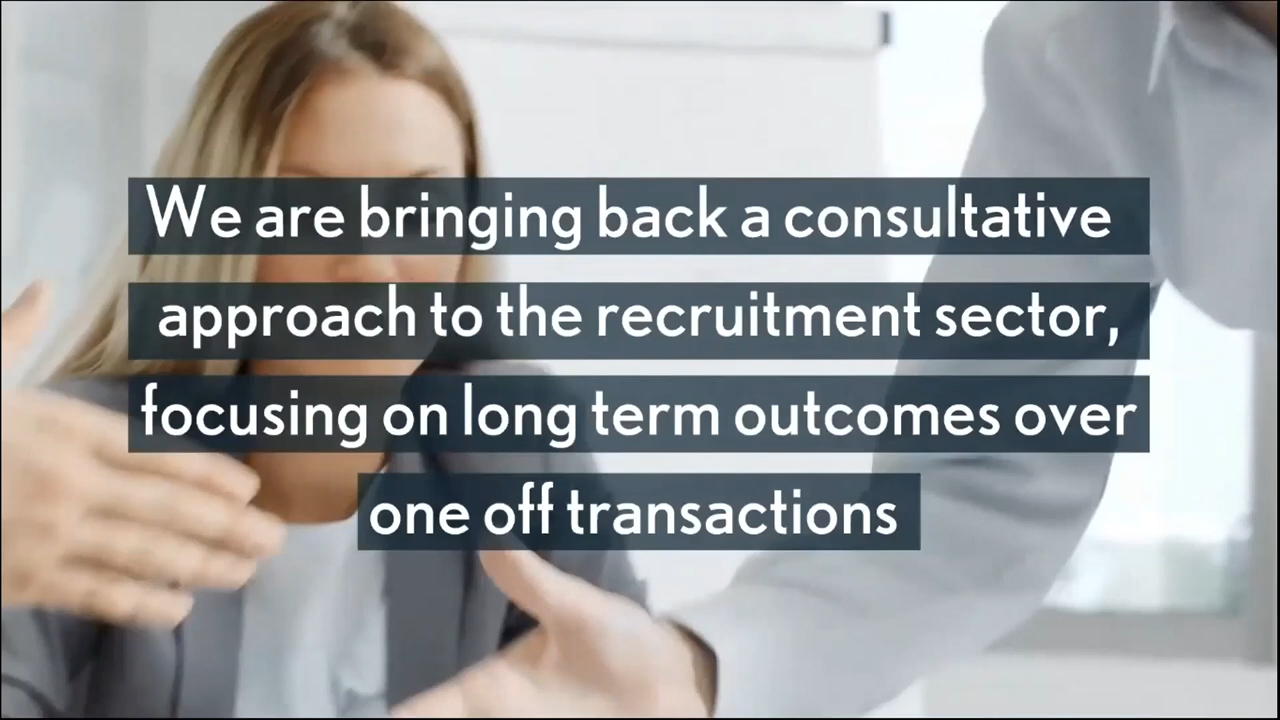 We are bringing back a consultative
approach to the recruitment sector,
focusing on long term outcomes over
one off transactions